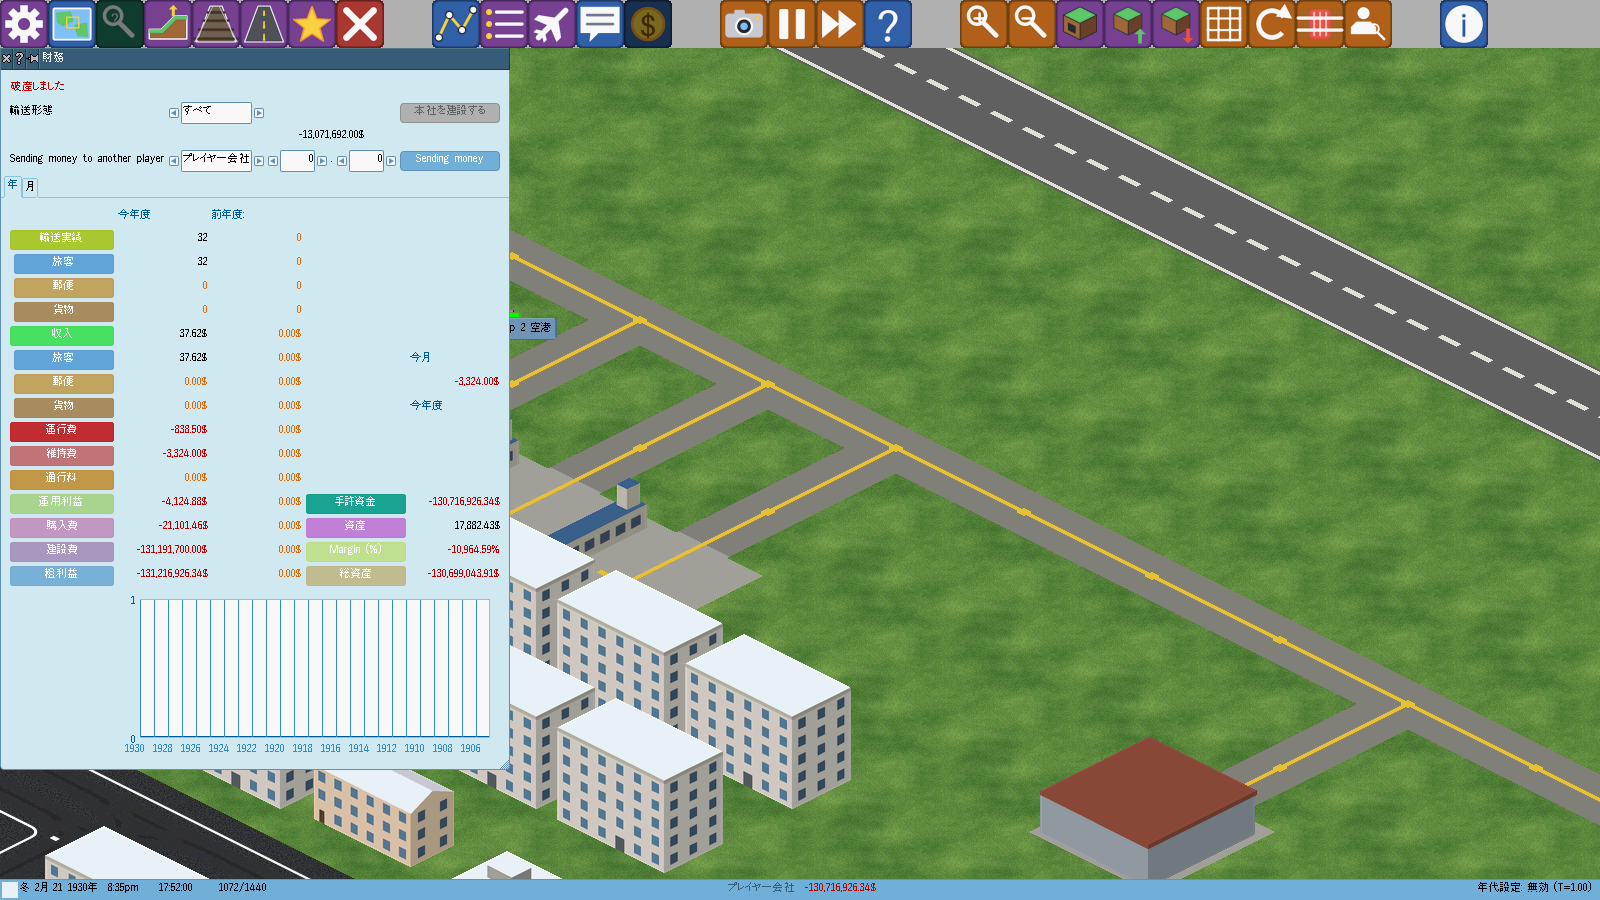 財務
破産しました
輸送形態 すべて 本社を建設する
-13,071,692.00$
Sending money to another player プレイヤー会社 0 . 0 Sending money
年 月
今年度 前年度:
輸送実績 32 0
旅客 32 0
郵便 0 0
貨物 0 0
収入 37.62$ 0.00$
旅客 37.62$ 0.00$ 今月
郵便 0.00$ 0.00$ -3,324.00$
貨物 0.00$ 0.00$ 今年度
運行費 -838.50$ 0.00$
維持費 -3,324.00$ 0.00$
通行料 0.00$ 0.00$
運用利益 -4,124.88$ 0.00$ 手許資金 -130,716,926.34$
購入費 -21,101.46$ 0.00$ 資産 17,882.43$
建設費 -131,191,700.00$ 0.00$ Margin (%) -10,964.59%
粗利益 -131,216,926.34$ 0.00$ 総資産 -130,699,043.91$
1
0
1930 1928 1926 1924 1922 1920 1918 1916 1914 1912 1910 1908 1906
p 2 空港
冬 2月 21 1930年 8:35pm 17:52:00 1072/1440 プレイヤー会社 -130,716,926.34$ 年代設定: 無効 (T=1.00)